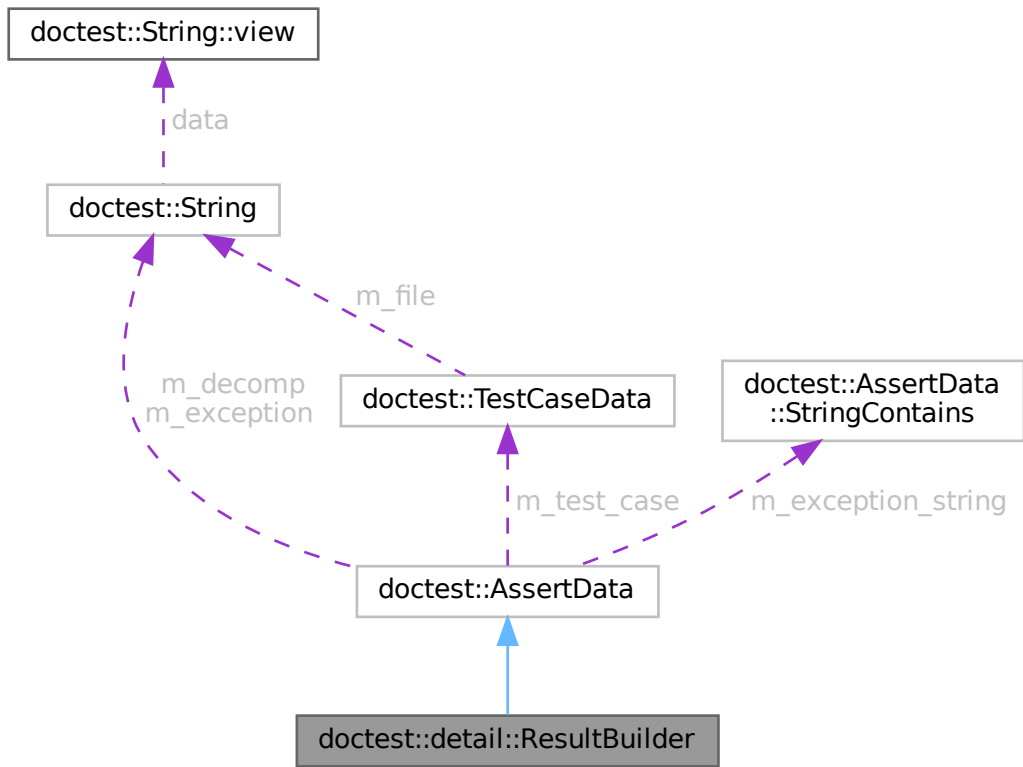 doctest::String::view
data
doctest::String
m_file
m_decomp
m_exception
doctest::TestCaseData
doctest::AssertData
::StringContains
m_test_case
m_exception_string
doctest::AssertData
doctest::detail::ResultBuilder